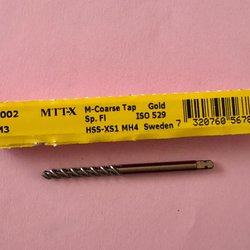 002 MTT-X M-Coarse Tap Gold
Sp. Fl ISO 529
M3 HSS-XS1 MH4 Sweden 7 320760 5678